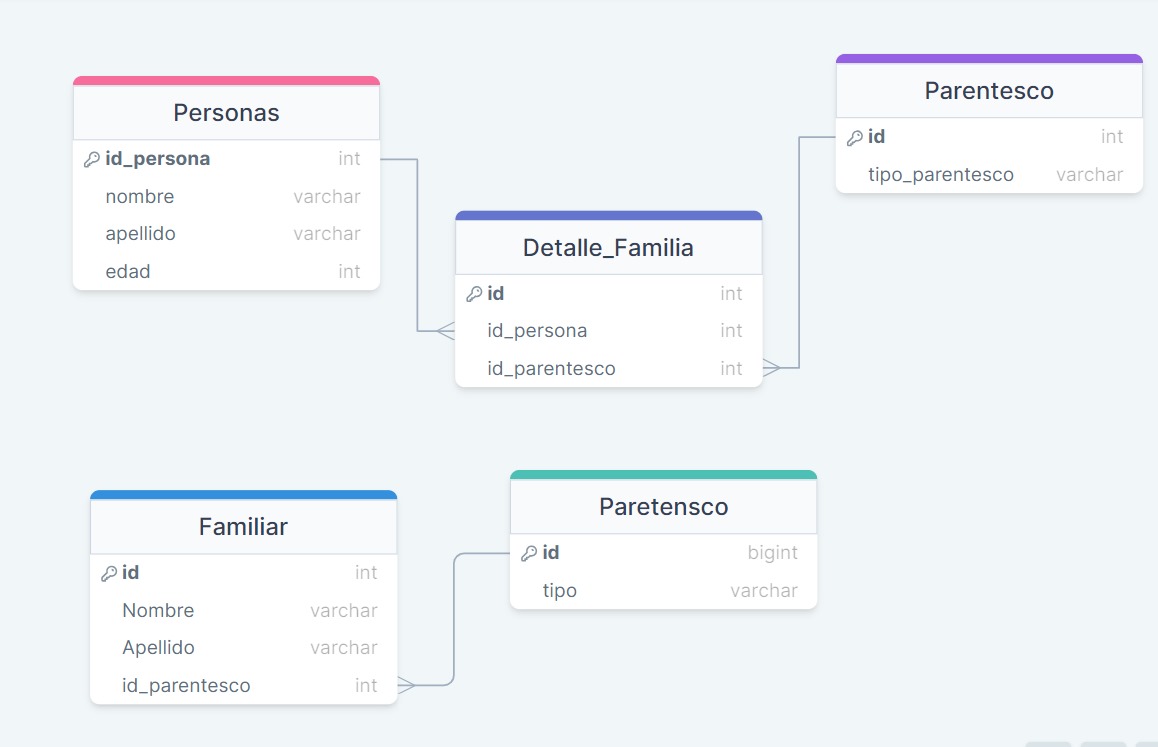 Personas
id_persona int
nombre varchar
apellido varchar
edad int
Parentesco
id int
tipo_parentesco varchar
Detalle_Familia
id int
id_persona int
id_parentesco int
Familiar
id int
Nombre varchar
Apellido varchar
id_parentesco int
Paretensco
id bigint
tipo varchar